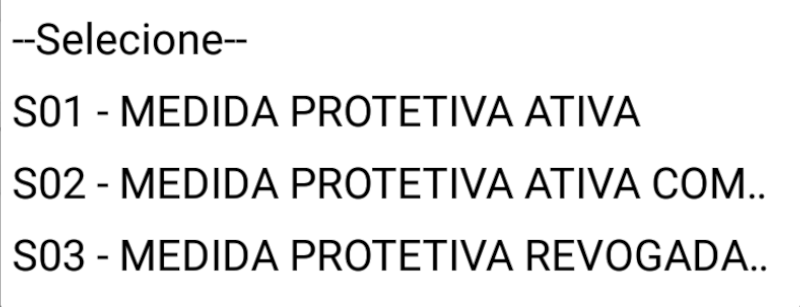 --Selecione--
S01 - MEDIDA PROTETIVA ATIVA
S02 - MEDIDA PROTETIVA ATIVA COM..
S03 - MEDIDA PROTETIVA REVOGADA..